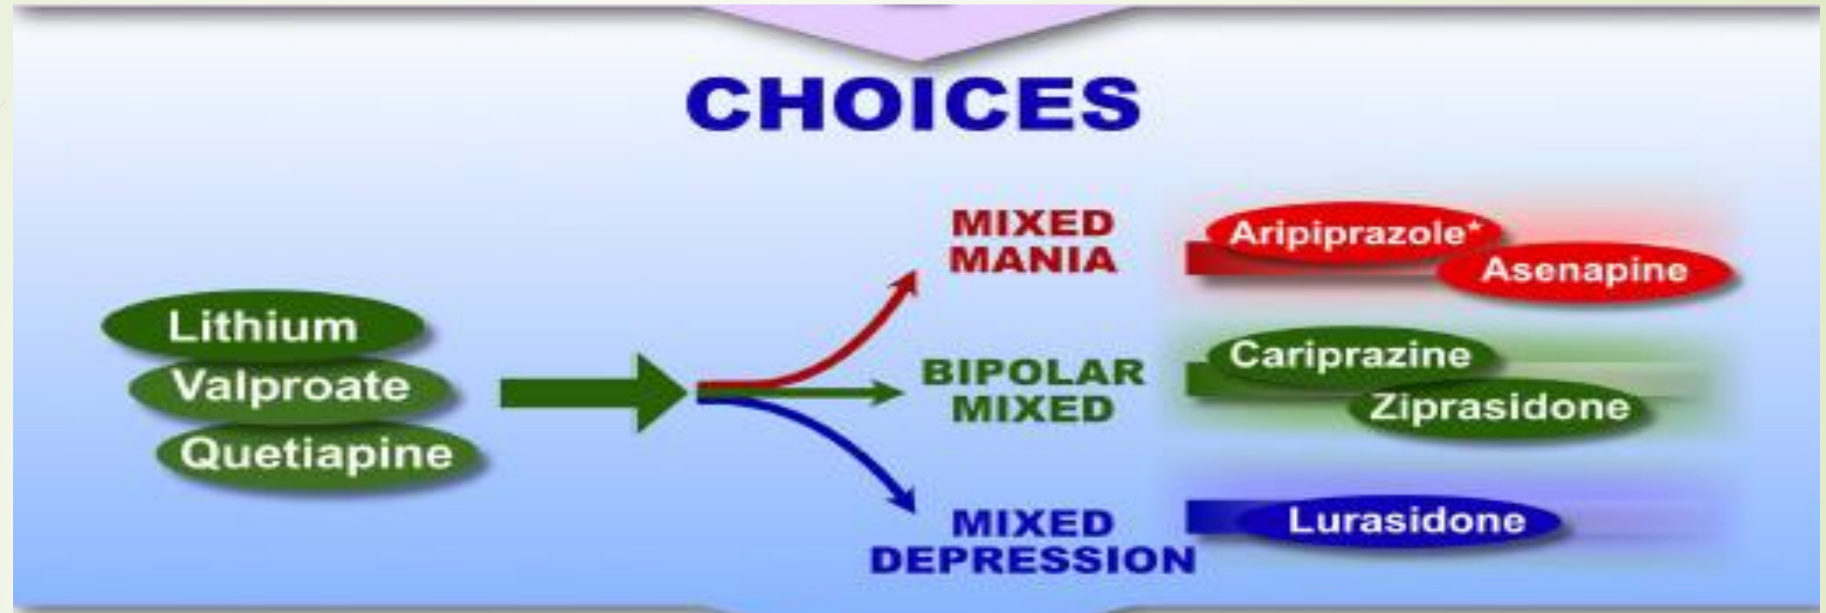 CHOICES
Lithium
Valproate
Quetiapine
MIXED
MANIA
Aripiprazole*
Asenapine
BIPOLAR
MIXED
Cariprazine
Ziprasidone
MIXED
DEPRESSION
Lurasidone